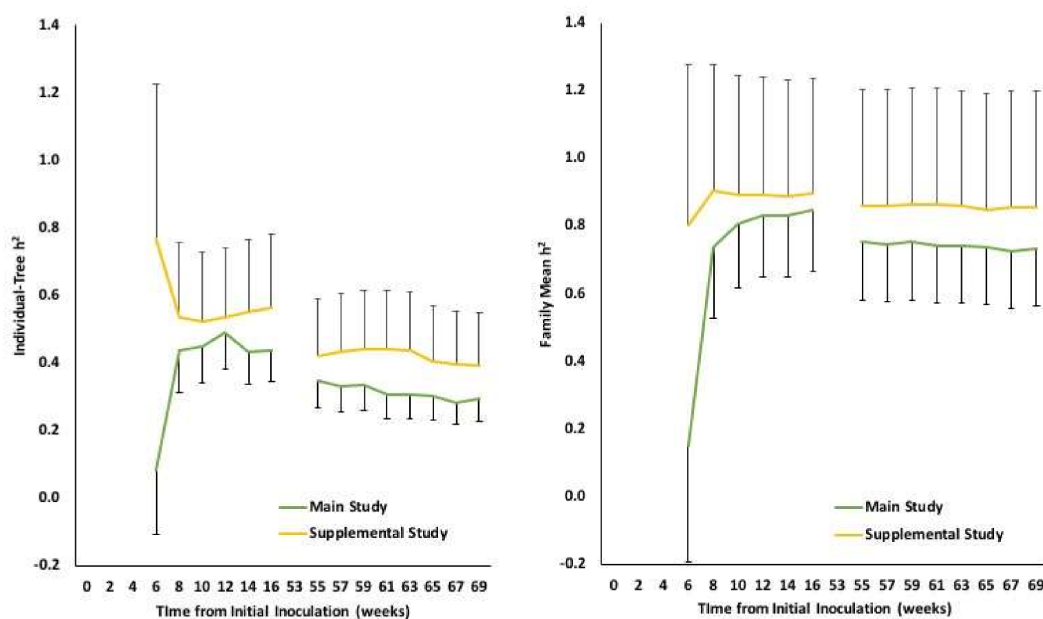 1.4
1.2
1.0
0.8
0.6
0.4
0.2
0.0
-0.2
Individual-Tree h²
Main Study
Supplemental Study
0 2 4 6 8 10 12 14 16 53 55 57 59 61 63 65 67 69
TIme from Initial Inoculation (weeks)
1.4
1.2
1.0
0.8
0.6
0.4
0.2
0.0
-0.2
Family Mean h²
Main Study
Supplemental Study
0 2 4 6 8 10 12 14 16 53 55 57 59 61 63 65 67 69
TIme from Initial Inoculation (weeks)